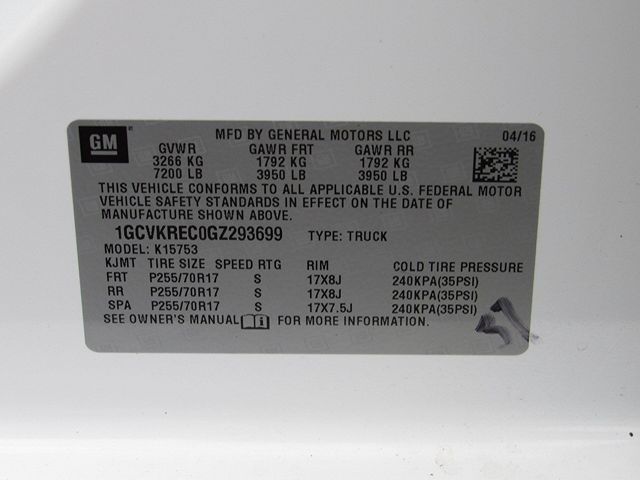 GM
MFD BY GENERAL MOTORS LLC 04/16
GVWR GAWR FRT GAWR RR
3266 KG 1792 KG 1792 KG
7200 LB 3950 LB 3950 LB
THIS VEHICLE CONFORMS TO ALL APPLICABLE U.S. FEDERAL MOTOR
VEHICLE SAFETY STANDARDS IN EFFECT ON THE DATE OF
MANUFACTURE SHOWN ABOVE.
1GCVKREC0GZ293699 TYPE: TRUCK
MODEL: K15753
KJMT TIRE SIZE SPEED RTG RIM COLD TIRE PRESSURE
FRT P255/70R17 S 17X8J 240KPA(35PSI)
RR P255/70R17 S 17X8J 240KPA(35PSI)
SPA P255/70R17 S 17X7.5J 240KPA(35PSI)
SEE OWNER'S MANUAL FOR MORE INFORMATION.